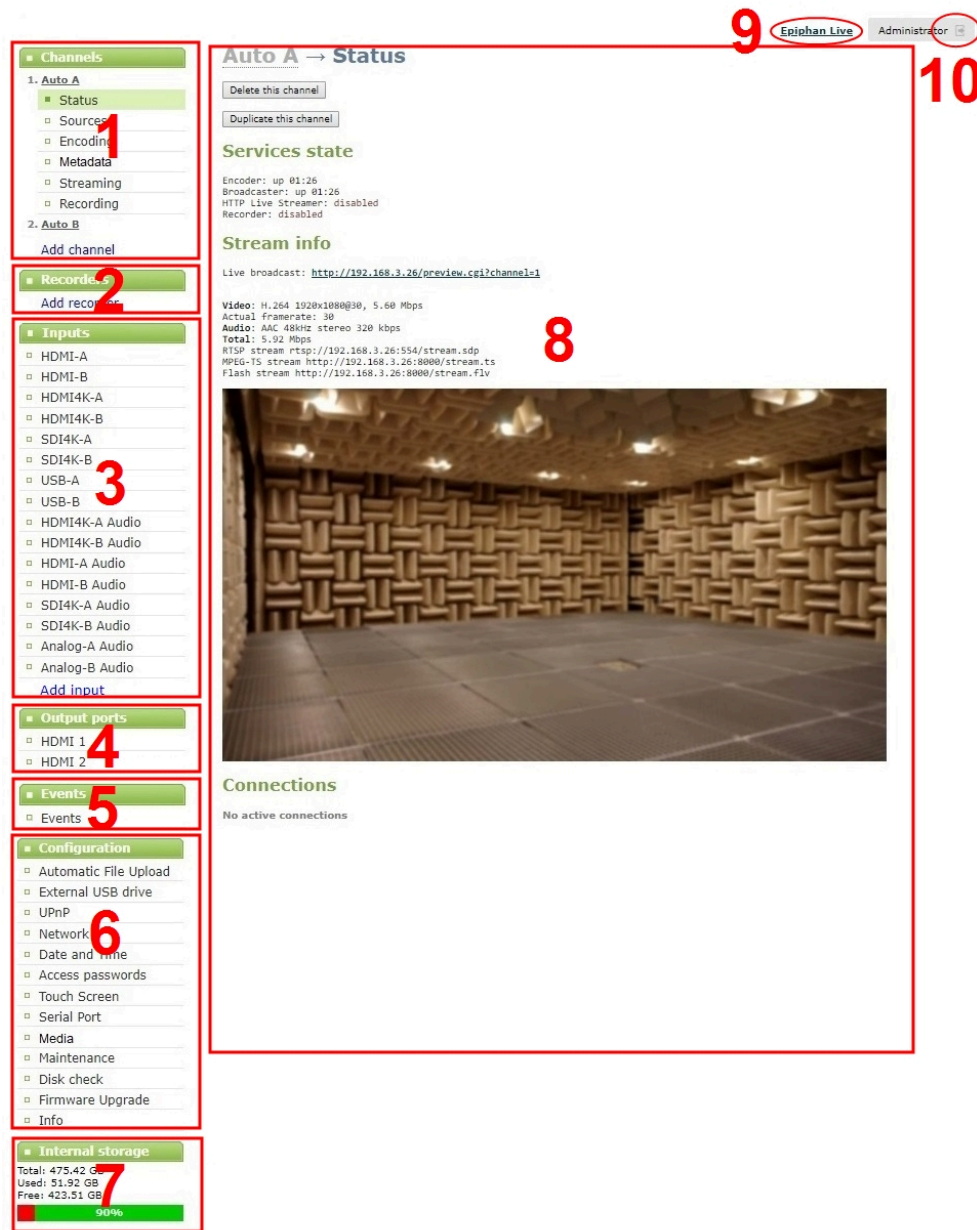 9
Epiphan Live
Administrator
10
Channels
1. Auto A
Status
Sources
Encoding
Metadata
Streaming
Recording
2. Auto B
Add channel
1
Recorders
Add recorder
2
Inputs
HDMI-A
HDMI-B
HDMI4K-A
HDMI4K-B
SDI4K-A
SDI4K-B
USB-A
USB-B
HDMI4K-A Audio
HDMI4K-B Audio
HDMI-A Audio
HDMI-B Audio
SDI4K-A Audio
SDI4K-B Audio
Analog-A Audio
Analog-B Audio
Add input
3
Output ports
HDMI 1
HDMI 2
4
Events
Events
5
Configuration
Automatic File Upload
External USB drive
UPnP
Network
Date and Time
Access passwords
Touch Screen
Serial Port
Media
Maintenance
Disk check
Firmware Upgrade
Info
6
Internal storage
Total: 475.42 GB
Used: 51.92 GB
Free: 423.51 GB
90%
7
Auto A → Status
Delete this channel
Duplicate this channel
Services state
Encoder: up 01:26
Broadcaster: up 01:26
HTTP Live Streamer: disabled
Recorder: disabled
Stream info
Live broadcast: http://192.168.3.26/preview.cgi?channel=1
Video: H.264 1920x1080@30, 5.60 Mbps
Actual framerate: 30
Audio: AAC 48kHz stereo 320 kbps
Total: 5.92 Mbps
RTSP stream rtsp://192.168.3.26:554/stream.sdp
MPEG-TS stream http://192.168.3.26:8000/stream.ts
Flash stream http://192.168.3.26:8000/stream.flv
8
Connections
No active connections